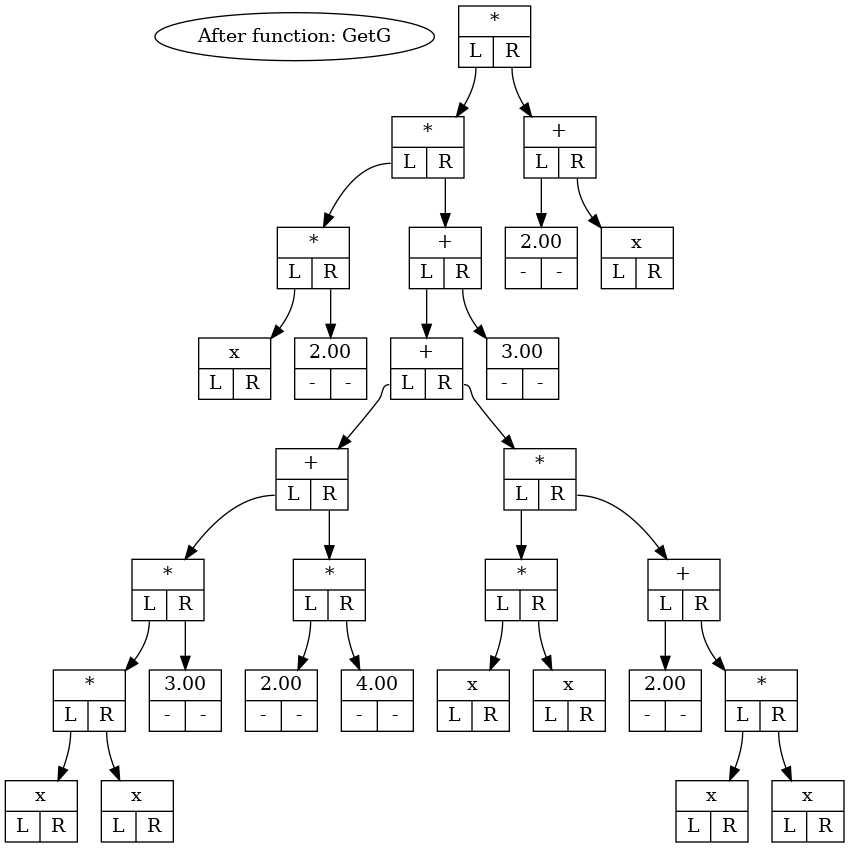 After function: GetG
*
L R
*
L R
+
L R
*
L R
+
L R
2.00
- -
x
L R
x
L R
2.00
- -
+
L R
3.00
- -
+
L R
*
L R
*
L R
*
L R
*
L R
+
L R
*
L R
3.00
- -
2.00
- -
4.00
- -
x
L R
x
L R
2.00
- -
*
L R
x
L R
x
L R
x
L R
x
L R